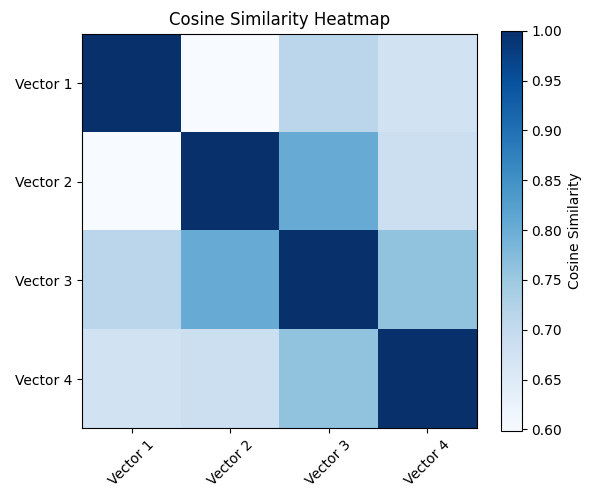 Cosine Similarity Heatmap
Vector 1
Vector 2
Vector 3
Vector 4
Vector 1
Vector 2
Vector 3
Vector 4
1.00
0.95
0.90
0.85
0.80
0.75
0.70
0.65
0.60
Cosine Similarity